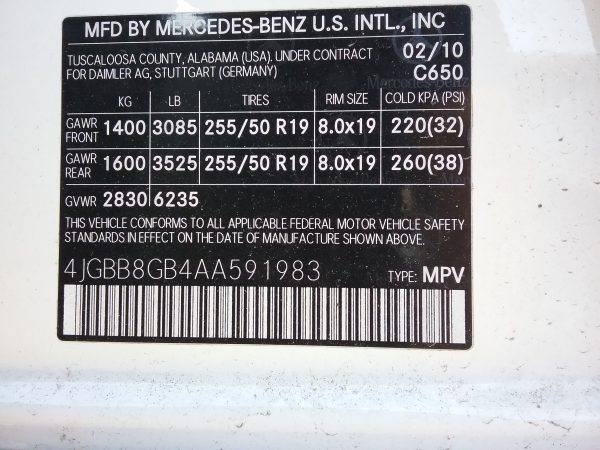 MFD BY MERCEDES-BENZ U.S. INTL., INC
TUSCALOOSA COUNTY, ALABAMA (USA). UNDER CONTRACT 02/10
FOR DAIMLER AG, STUTTGART (GERMANY) C650
Mercedes-Benz
KG LB TIRES RIM SIZE COLD KPA (PSI)
GAWR FRONT 1400 3085 255/50 R19 8.0x19 220(32)
GAWR REAR 1600 3525 255/50 R19 8.0x19 260(38)
GVWR 2830 6235
THIS VEHICLE CONFORMS TO ALL APPLICABLE FEDERAL MOTOR VEHICLE SAFETY
STANDARDS IN EFFECT ON THE DATE OF MANUFACTURE SHOWN ABOVE.
4JGBB8GB4AA591983 TYPE: MPV